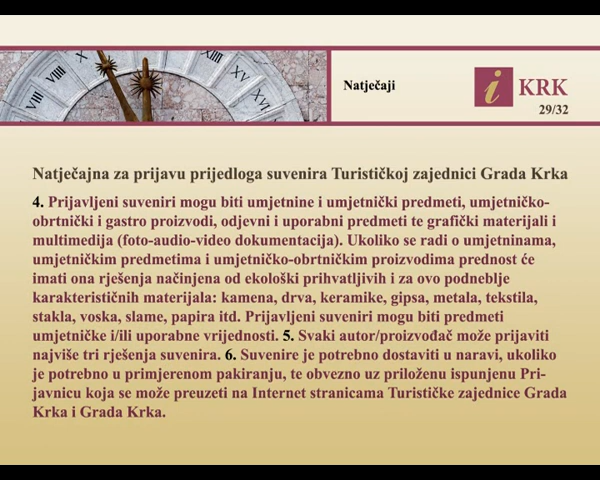 VIII
VIIII
XIII
XV
XVI
Natječaji
i
KRK
29/32
Natječajna za prijavu prijedloga suvenira Turističkoj zajednici Grada Krka
4. Prijavljeni suveniri mogu biti umjetnine i umjetnički predmeti, umjetničko-
obrtnički i gastro proizvodi, odjevni i uporabni predmeti te grafički materijali i
multimedija (foto-audio-video dokumentacija). Ukoliko se radi o umjetninama,
umjetničkim predmetima i umjetničko-obrtničkim proizvodima prednost će
imati ona rješenja načinjena od ekološki prihvatljivih i za ovo podneblje
karakterističnih materijala: kamena, drva, keramike, gipsa, metala, tekstila,
stakla, voska, slame, papira itd. Prijavljeni suveniri mogu biti predmeti
umjetničke i/ili uporabne vrijednosti. 5. Svaki autor/proizvođač može prijaviti
najviše tri rješenja suvenira. 6. Suvenire je potrebno dostaviti u naravi, ukoliko
je potrebno u primjerenom pakiranju, te obvezno uz priloženu ispunjenu Pri-
javnicu koja se može preuzeti na Internet stranicama Turističke zajednice Grada
Krka i Grada Krka.